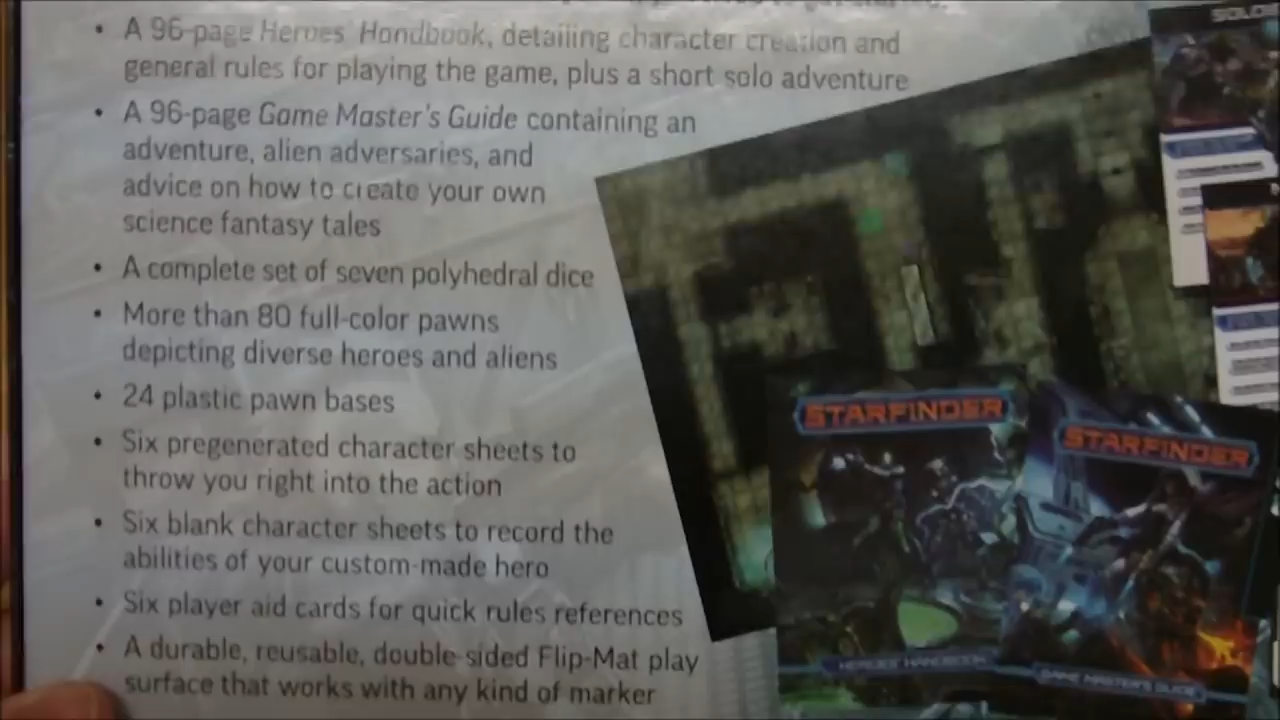 • A 96-page Heroes' Handbook, detailing character creation and
general rules for playing the game, plus a short solo adventure
• A 96-page Game Master's Guide containing an
adventure, alien adversaries, and
advice on how to create your own
science fantasy tales
• A complete set of seven polyhedral dice
• More than 80 full-color pawns
depicting diverse heroes and aliens
• 24 plastic pawn bases
• Six pregenerated character sheets to
throw you right into the action
• Six blank character sheets to record the
abilities of your custom-made hero
• Six player aid cards for quick rules references
• A durable, reusable, double-sided Flip-Mat play
surface that works with any kind of marker
STARFINDER
HEROES' HANDBOOK
STARFINDER
GAME MASTER'S GUIDE